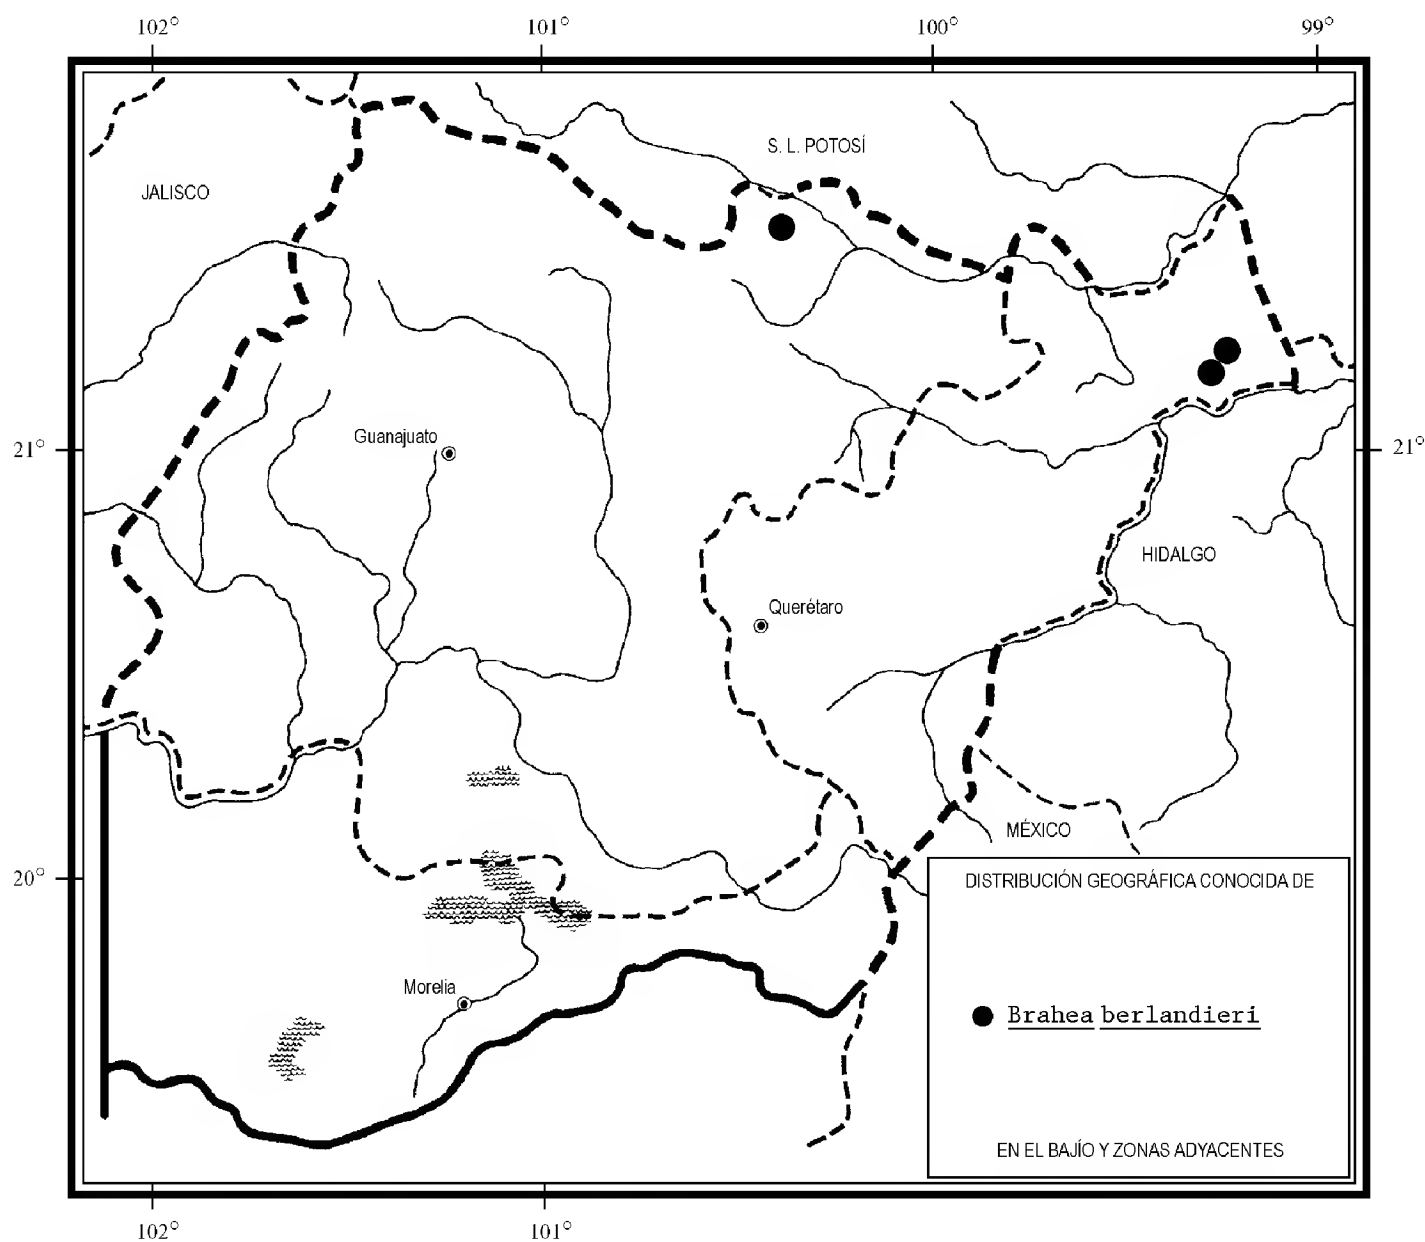 102° 101° 100° 99°
S. L. POTOSÍ
JALISCO
Guanajuato
21° 21°
HIDALGO
Querétaro
MÉXICO
20°
DISTRIBUCIÓN GEOGRÁFICA CONOCIDA DE
Morelia
Brahea berlandieri
EN EL BAJÍO Y ZONAS ADYACENTES
102° 101°